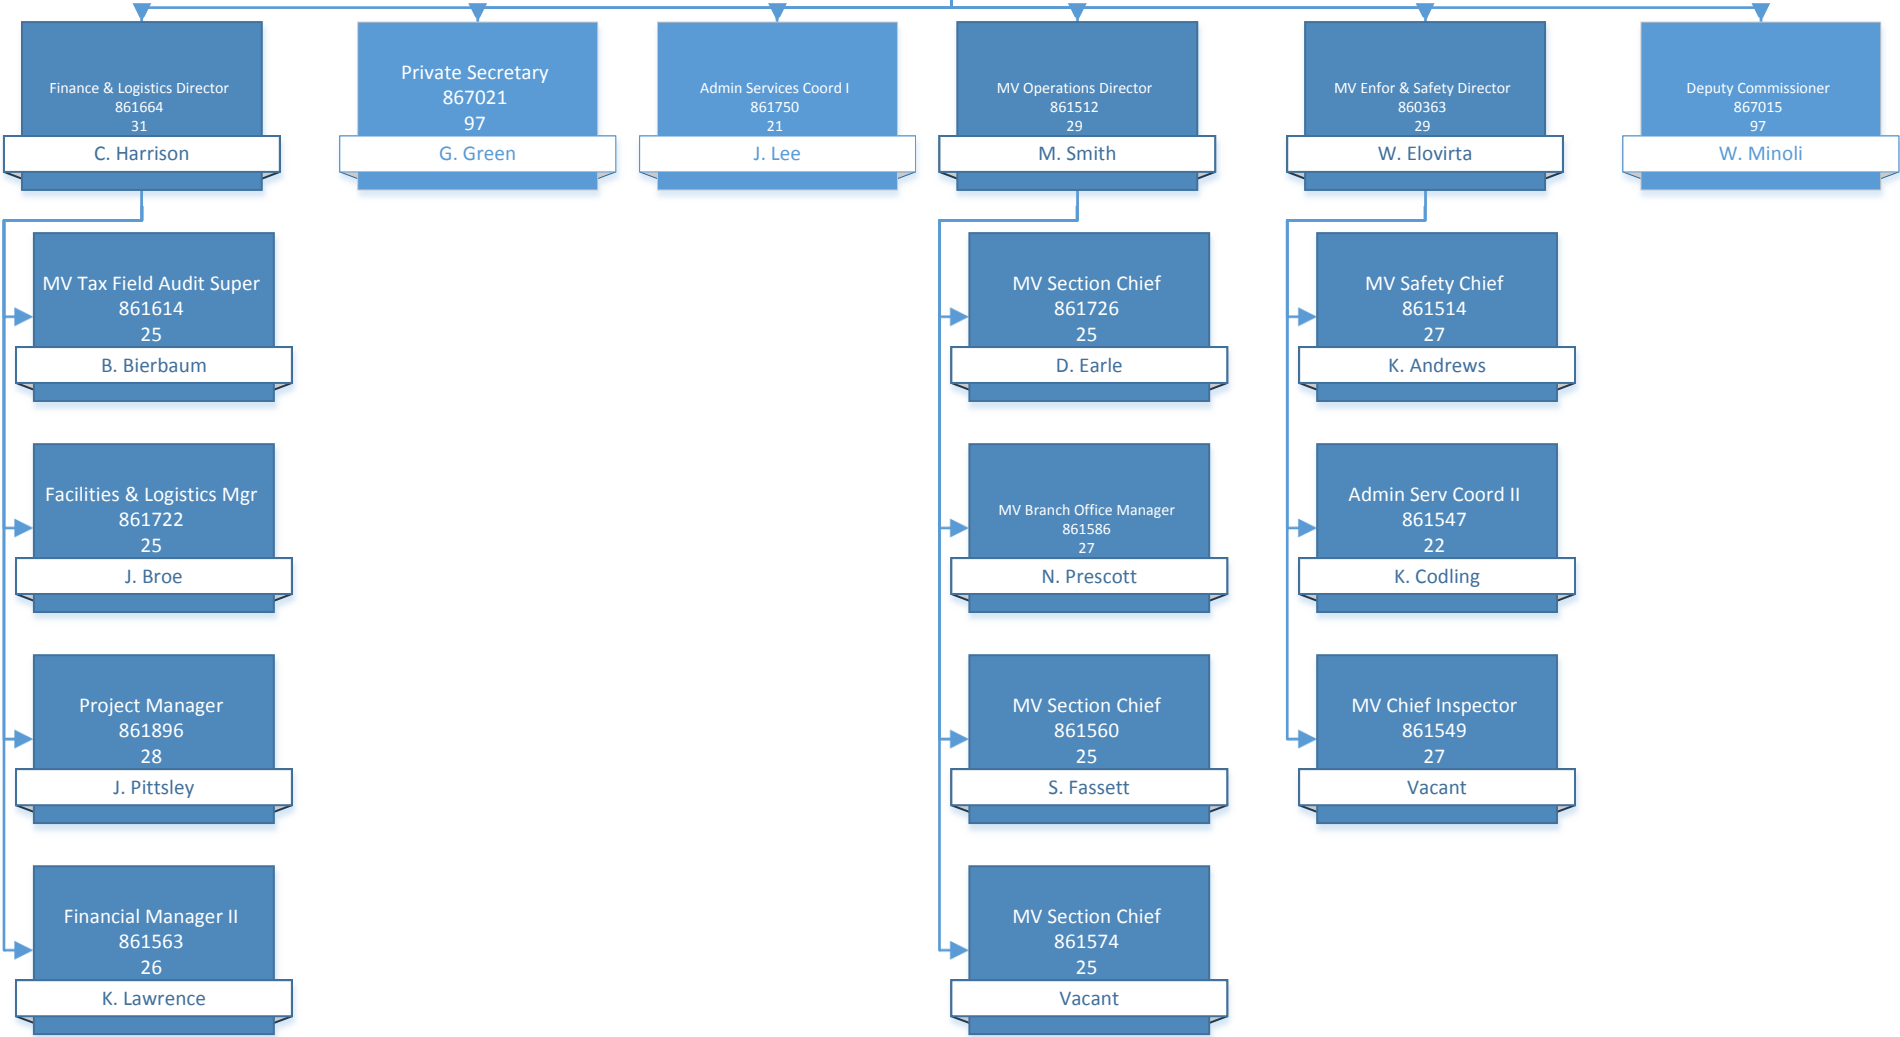 Finance & Logistics Director
861664
31
C. Harrison
Private Secretary
867021
97
G. Green
Admin Services Coord I
861750
21
J. Lee
MV Operations Director
861512
29
M. Smith
MV Enfor & Safety Director
860363
29
W. Elovirta
Deputy Commissioner
867015
97
W. Minoli
MV Tax Field Audit Super
861614
25
B. Bierbaum
MV Section Chief
861726
25
D. Earle
MV Safety Chief
861514
27
K. Andrews
Facilities & Logistics Mgr
861722
25
J. Broe
MV Branch Office Manager
861586
27
N. Prescott
Admin Serv Coord II
861547
22
K. Codling
Project Manager
861896
28
J. Pittsley
MV Section Chief
861560
25
S. Fassett
MV Chief Inspector
861549
27
Vacant
Financial Manager II
861563
26
K. Lawrence
MV Section Chief
861574
25
Vacant